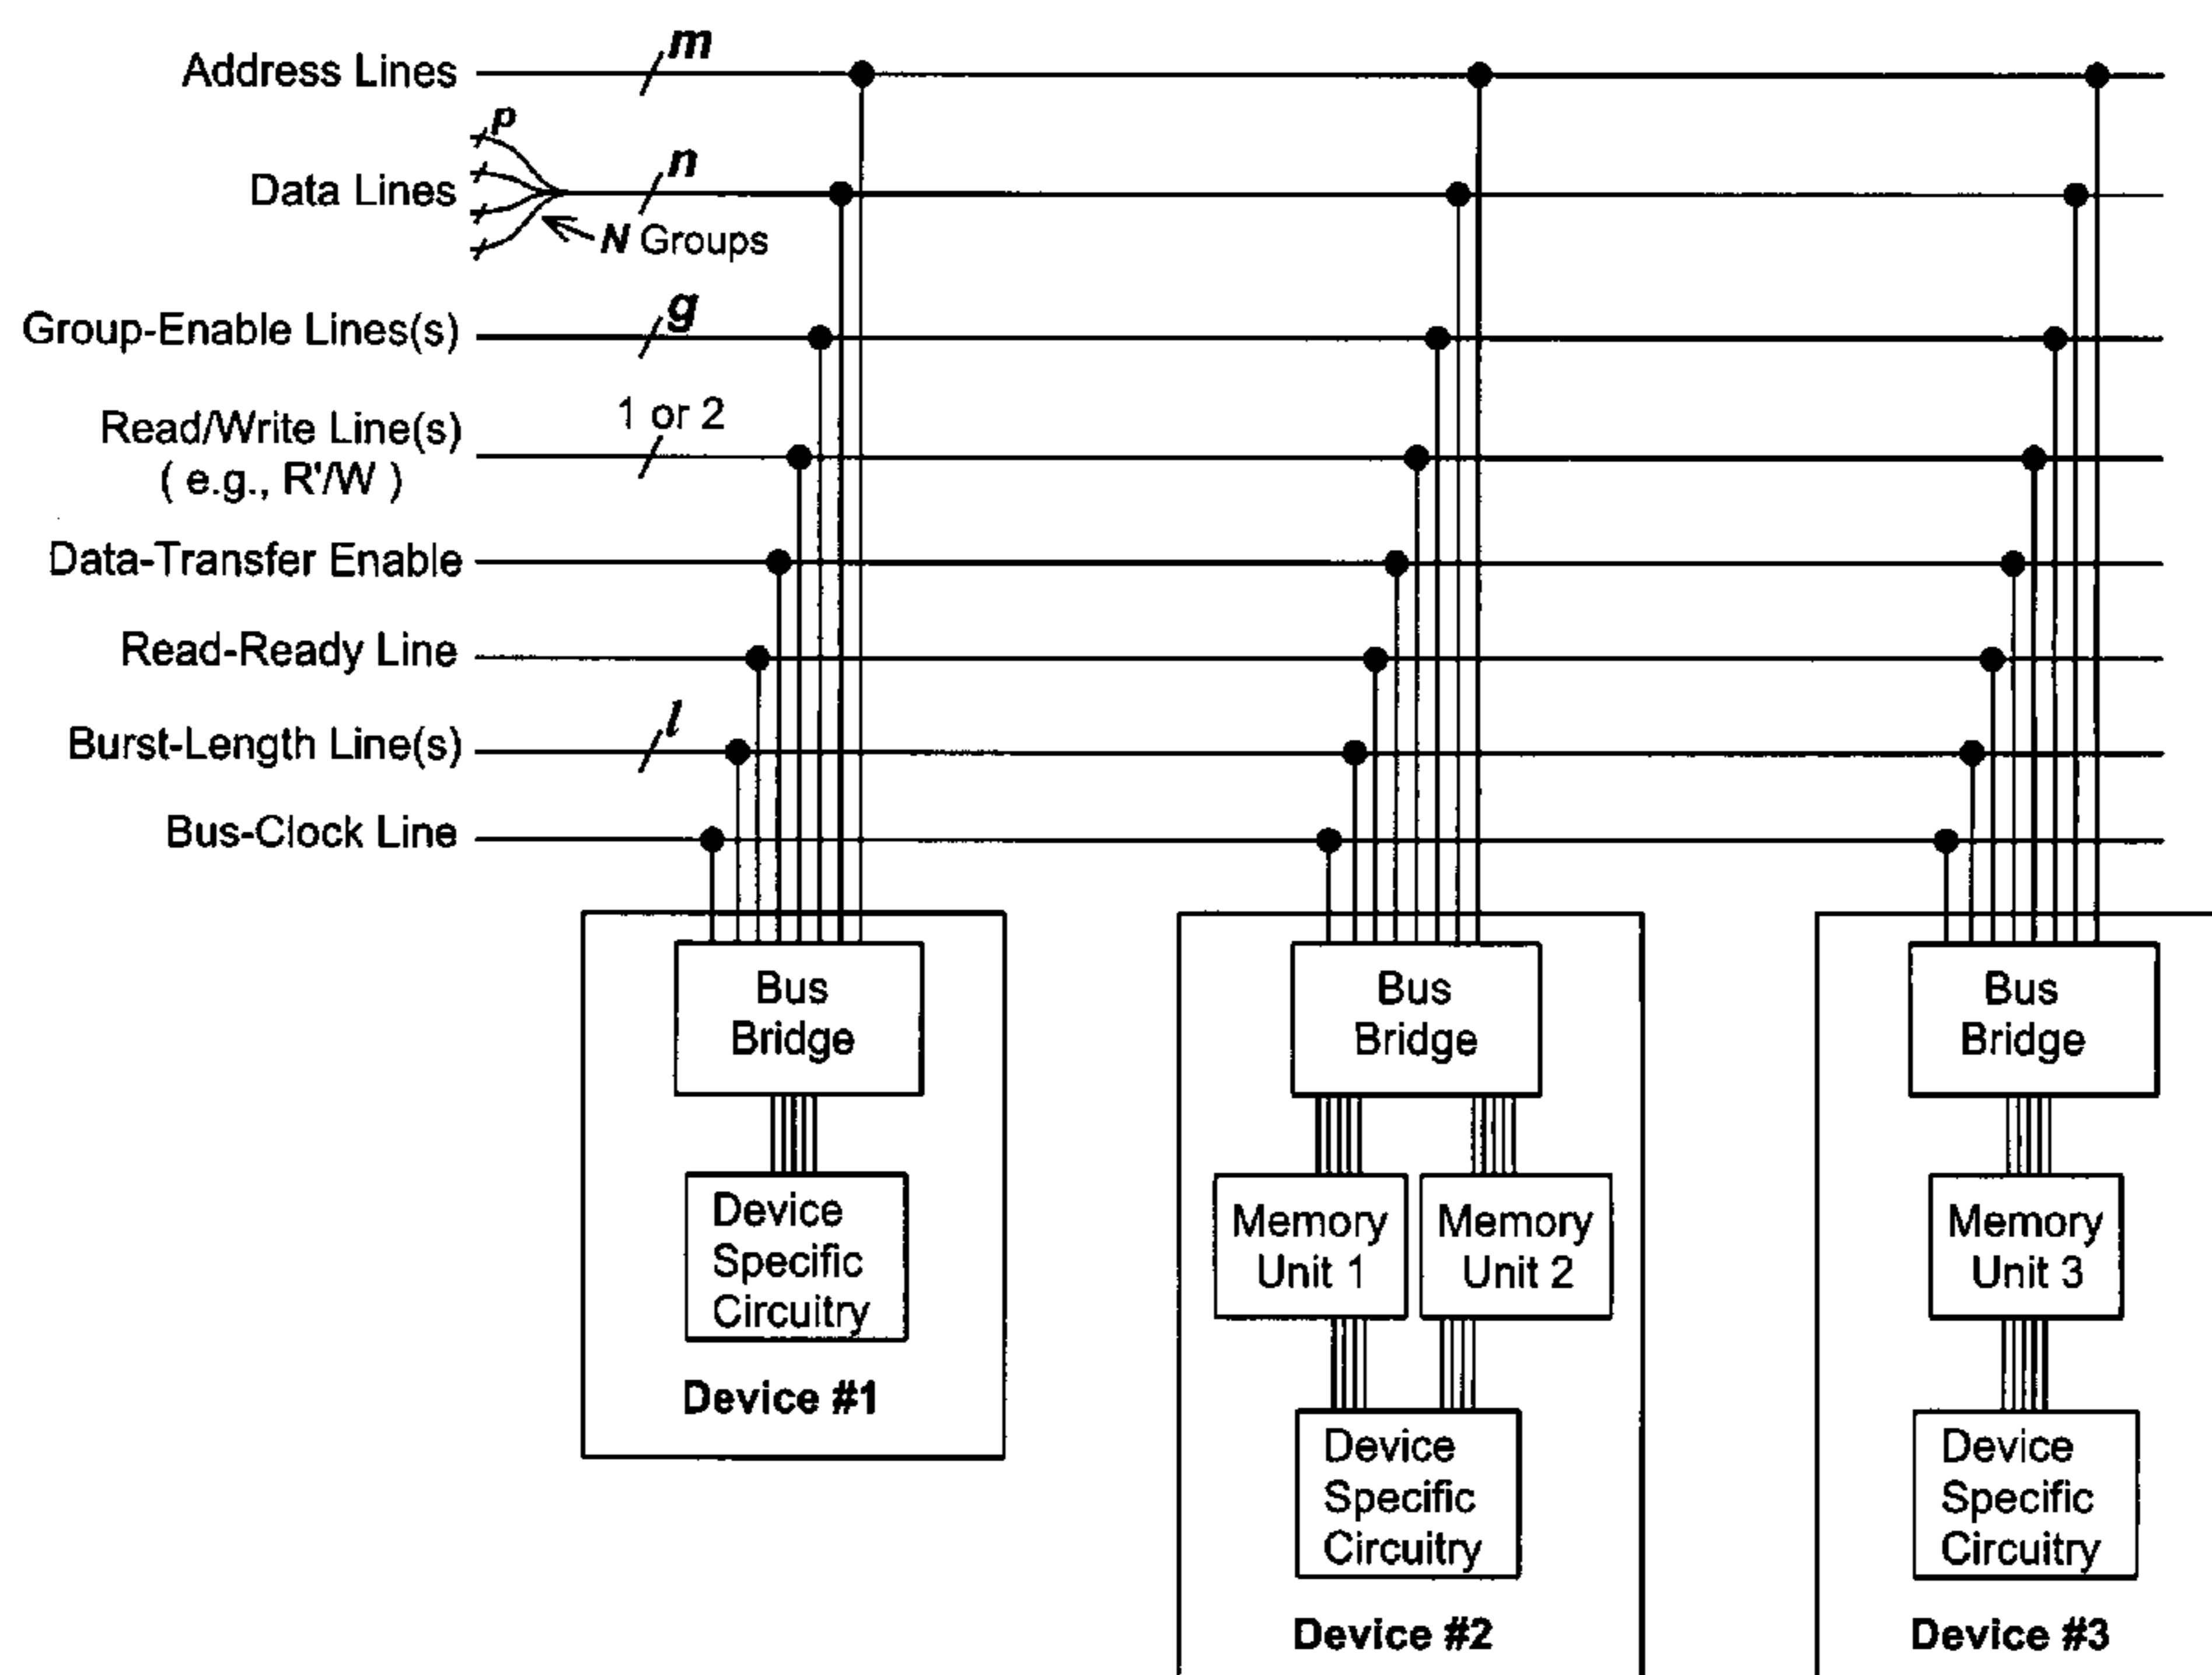 m
Address Lines
p
n
Data Lines
N Groups
g
Group-Enable Lines(s)
1 or 2
Read/Write Line(s)
( e.g., R'/W )
Data-Transfer Enable
Read-Ready Line
l
Burst-Length Line(s)
Bus-Clock Line
Bus
Bridge
Device
Specific
Circuitry
Device #1
Bus
Bridge
Memory
Unit 1
Memory
Unit 2
Device
Specific
Circuitry
Device #2
Bus
Bridge
Memory
Unit 3
Device
Specific
Circuitry
Device #3